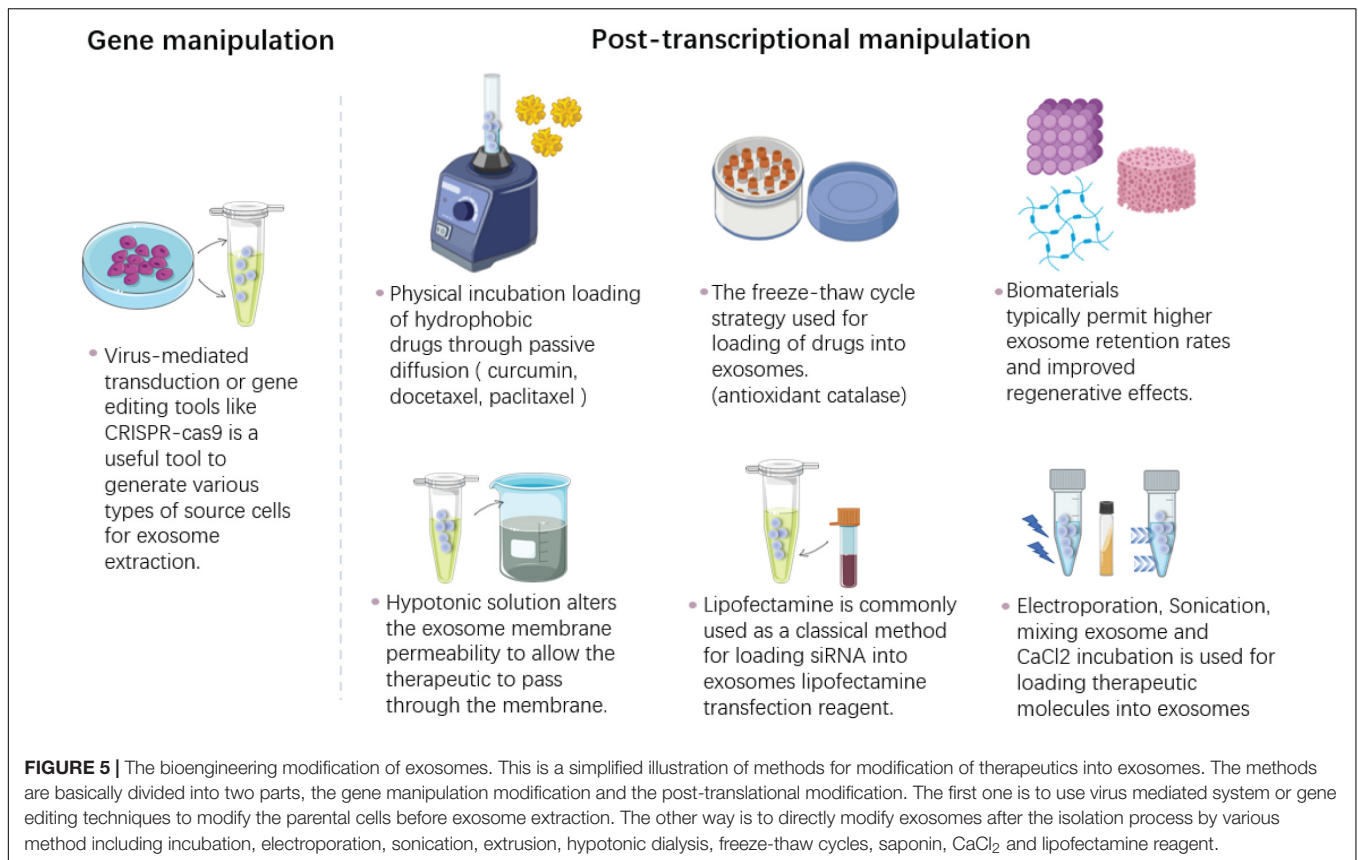 Gene manipulation
Post-transcriptional manipulation
• Virus-mediated
transduction or gene
editing tools like
CRISPR-cas9 is a
useful tool to
generate various
types of source cells
for exosome
extraction.
• Physical incubation loading
of hydrophobic
drugs through passive
diffusion ( curcumin,
docetaxel, paclitaxel )
• The freeze-thaw cycle
strategy used for
loading of drugs into
exosomes.
(antioxidant catalase)
• Biomaterials
typically permit higher
exosome retention rates
and improved
regenerative effects.
• Hypotonic solution alters
the exosome membrane
permeability to allow the
therapeutic to pass
through the membrane.
• Lipofectamine is commonly
used as a classical method
for loading siRNA into
exosomes lipofectamine
transfection reagent.
• Electroporation, Sonication,
mixing exosome and
CaCl2 incubation is used for
loading therapeutic
molecules into exosomes
FIGURE 5 | The bioengineering modification of exosomes. This is a simplified illustration of methods for modification of therapeutics into exosomes. The methods
are basically divided into two parts, the gene manipulation modification and the post-translational modification. The first one is to use virus mediated system or gene
editing techniques to modify the parental cells before exosome extraction. The other way is to directly modify exosomes after the isolation process by various
method including incubation, electroporation, sonication, extrusion, hypotonic dialysis, freeze-thaw cycles, saponin, CaCl₂ and lipofectamine reagent.